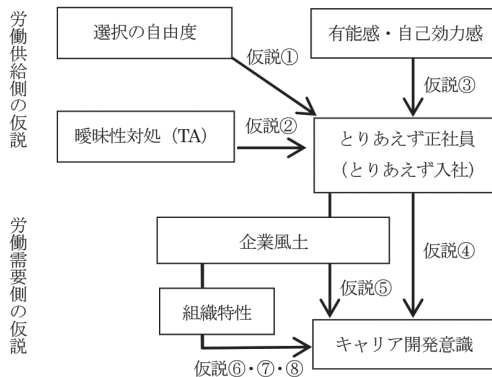 労働供給側の仮説
選択の自由度
有能感・自己効力感
仮説①
仮説③
曖昧性対処（TA）
仮説②
とりあえず正社員
（とりあえず入社）
労働需要側の仮説
企業風土
仮説④
組織特性
仮説⑤
キャリア開発意識
仮説⑥・⑦・⑧